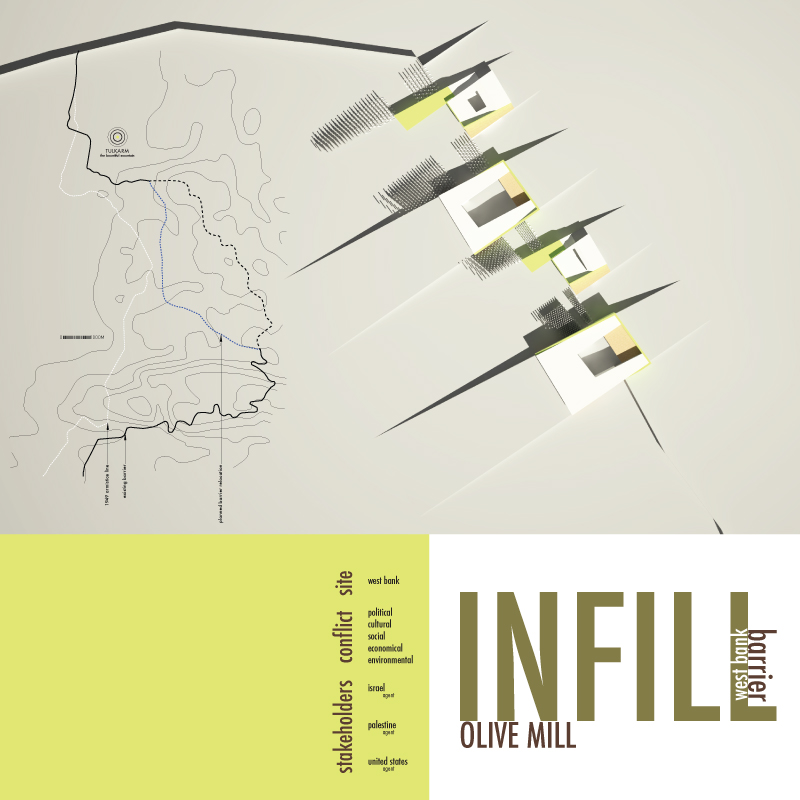 TULKARM
the beautiful mountain
1949 armistice line
existing barrier
planned barrier relocation
site
west bank
conflict
political
cultural
social
economical
environmental
stakeholders
israel
agent
palestine
agent
united states
agent
INFILL
west bank
barrier
OLIVE MILL